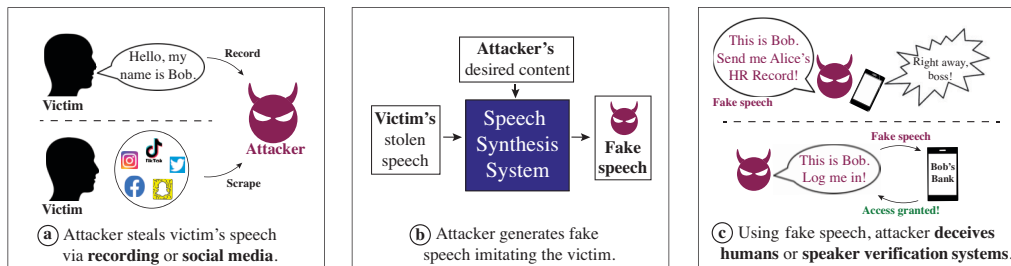 Hello, my
name is Bob.
Record
Victim
Attacker
TikTok
Scrape
Victim
a Attacker steals victim's speech
via recording or social media.
Attacker's
desired content
Victim's
stolen
speech
Speech
Synthesis
System
Fake
speech
b Attacker generates fake
speech imitating the victim.
This is Bob.
Send me Alice's
HR Record!
Right away,
boss!
Fake speech
Fake speech
This is Bob.
Log me in!
Bob's
Bank
Access granted!
c Using fake speech, attacker deceives
humans or speaker verification systems.